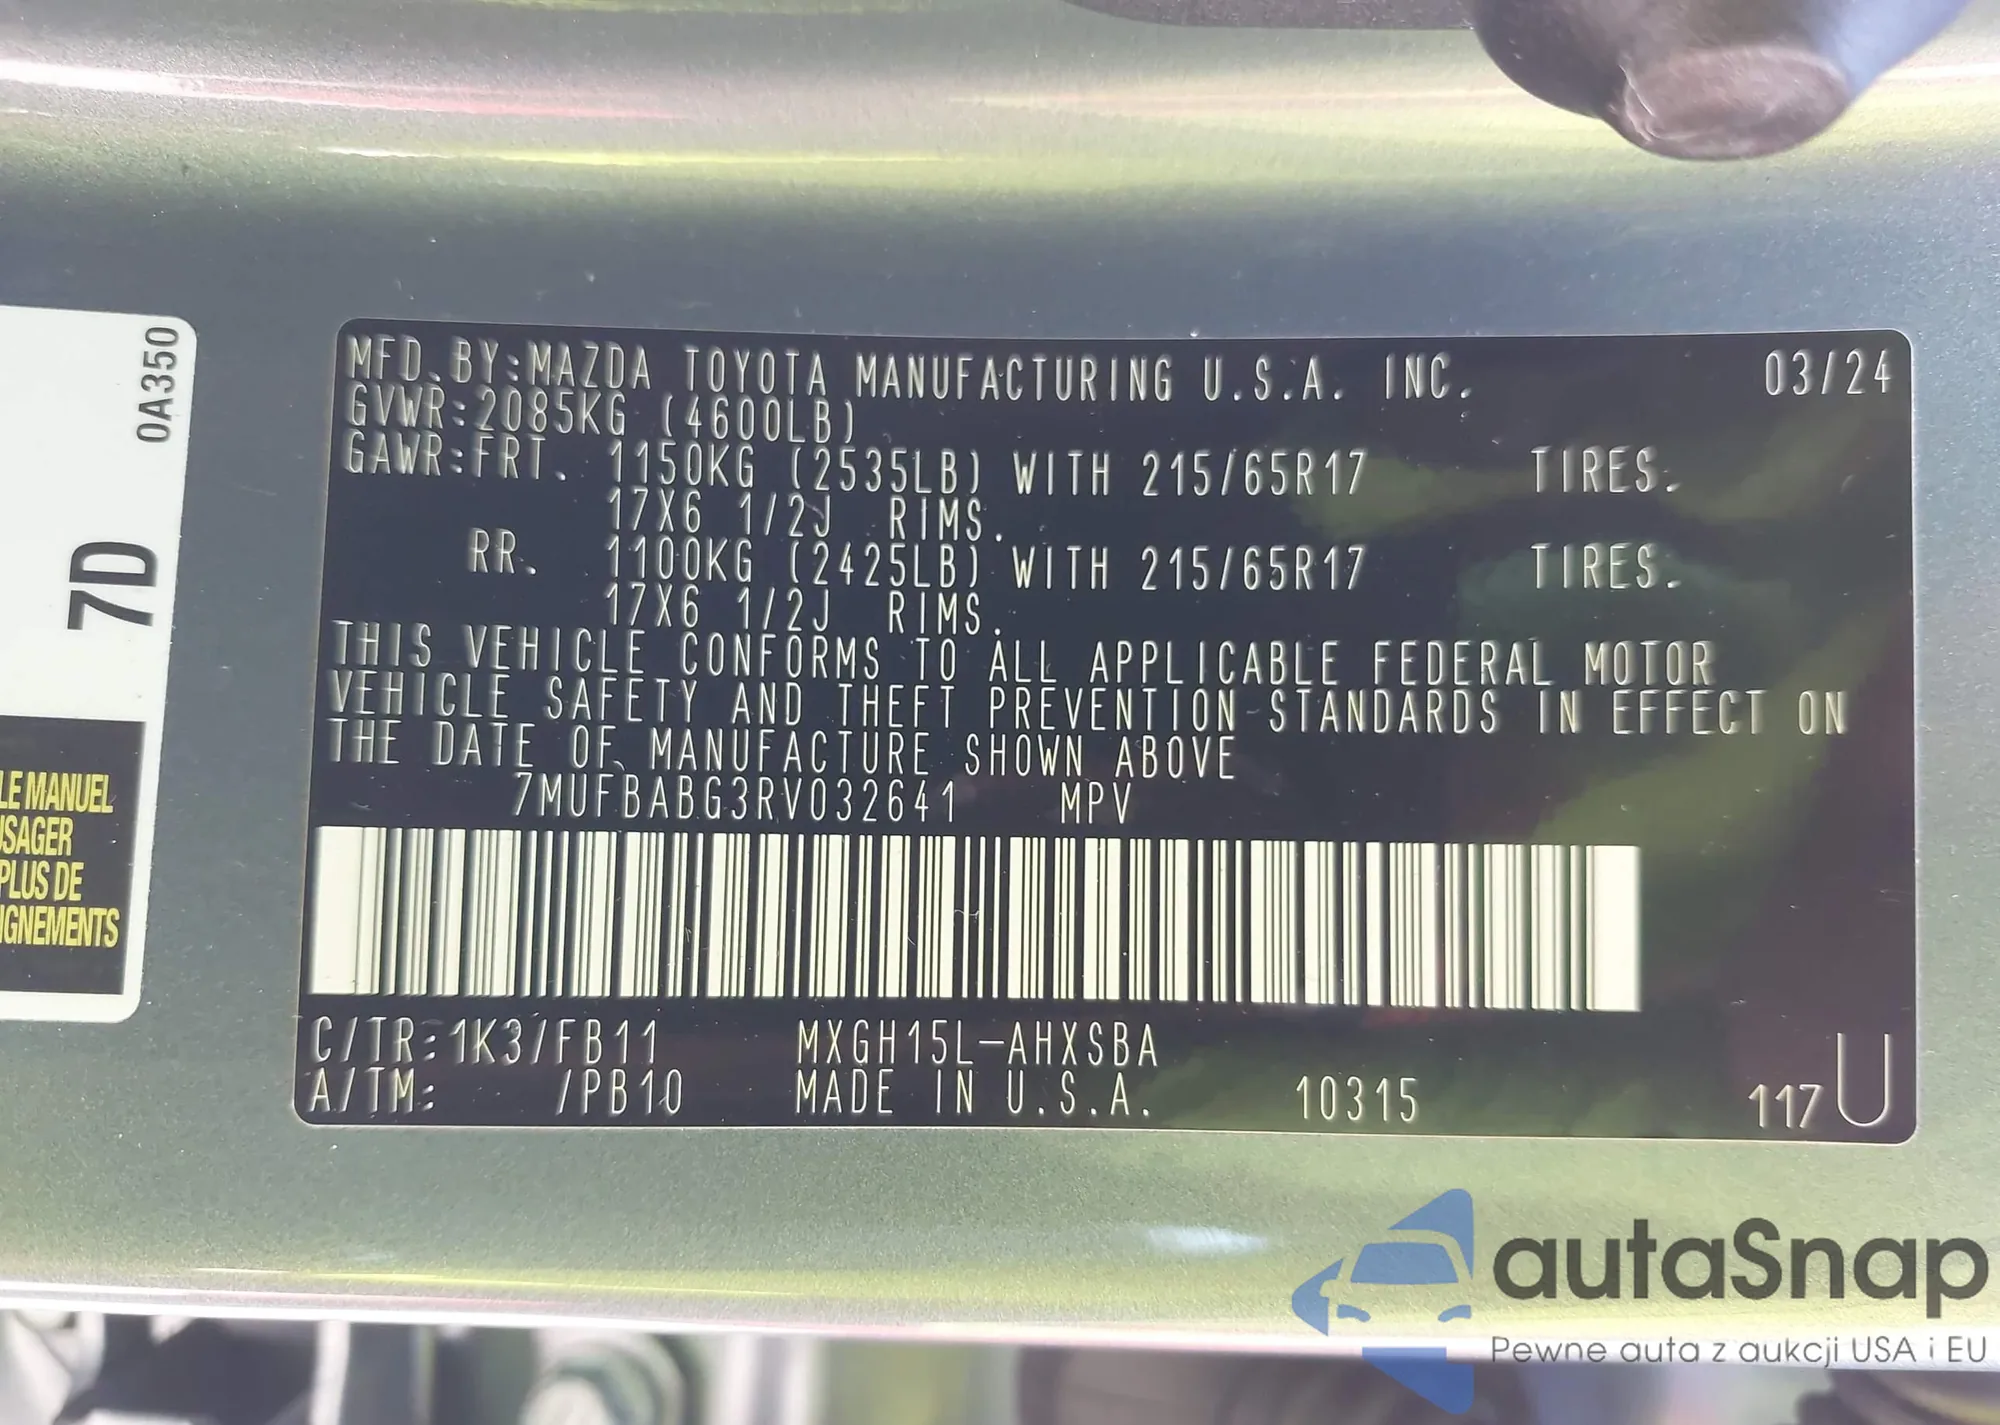 0A350
7D
LE MANUEL
USAGER
PLUS DE
IGNEMENTS
MFD.BY:MAZDA TOYOTA MANUFACTURING U.S.A. INC. 03/24
GVWR:2085KG (4600LB)
GAWR:FRT. 1150KG (2535LB) WITH 215/65R17 TIRES.
17X6 1/2J RIMS.
RR. 1100KG (2425LB) WITH 215/65R17 TIRES.
17X6 1/2J RIMS.
THIS VEHICLE CONFORMS TO ALL APPLICABLE FEDERAL MOTOR
VEHICLE SAFETY AND THEFT PREVENTION STANDARDS IN EFFECT ON
THE DATE OF MANUFACTURE SHOWN ABOVE
7MUFBABG3RV032641 MPV
C/TR:1K3/FB11 MXGH15L-AHXSBA
A/TM: /PB10 MADE IN U.S.A. 10315 117U
autaSnap
Pewne auta z aukcji USA i EU